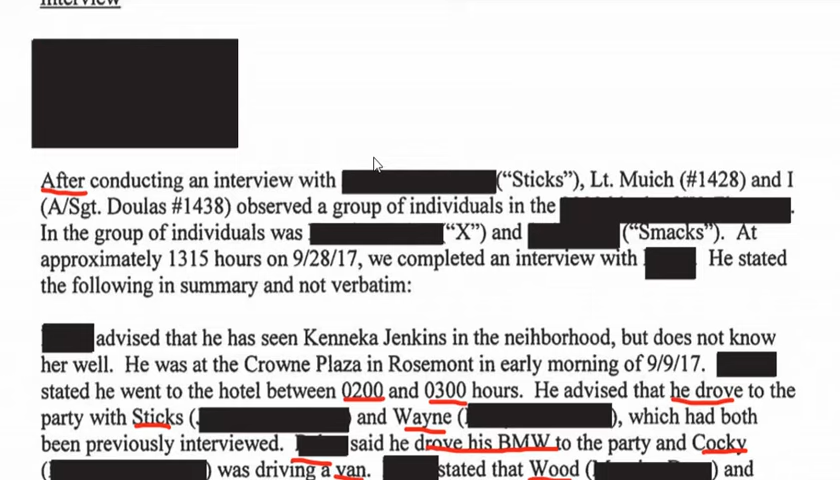 Interview
After conducting an interview with ("Sticks"), Lt. Muich (#1428) and I
(A/Sgt. Doulas #1438) observed a group of individuals in the .
In the group of individuals was "X") and ("Smacks"). At
approximately 1315 hours on 9/28/17, we completed an interview with . He stated
the following in summary and not verbatim:
advised that he has seen Kenneka Jenkins in the neihborhood, but does not know
her well. He was at the Crowne Plaza in Rosemont in early morning of 9/9/17.
stated he went to the hotel between 0200 and 0300 hours. He advised that he drove to the
party with Sticks ( and Wayne ( ), which had both
been previously interviewed. said he drove his BMW to the party and Cocky
( ) was driving a van. stated that Wood ( ) and